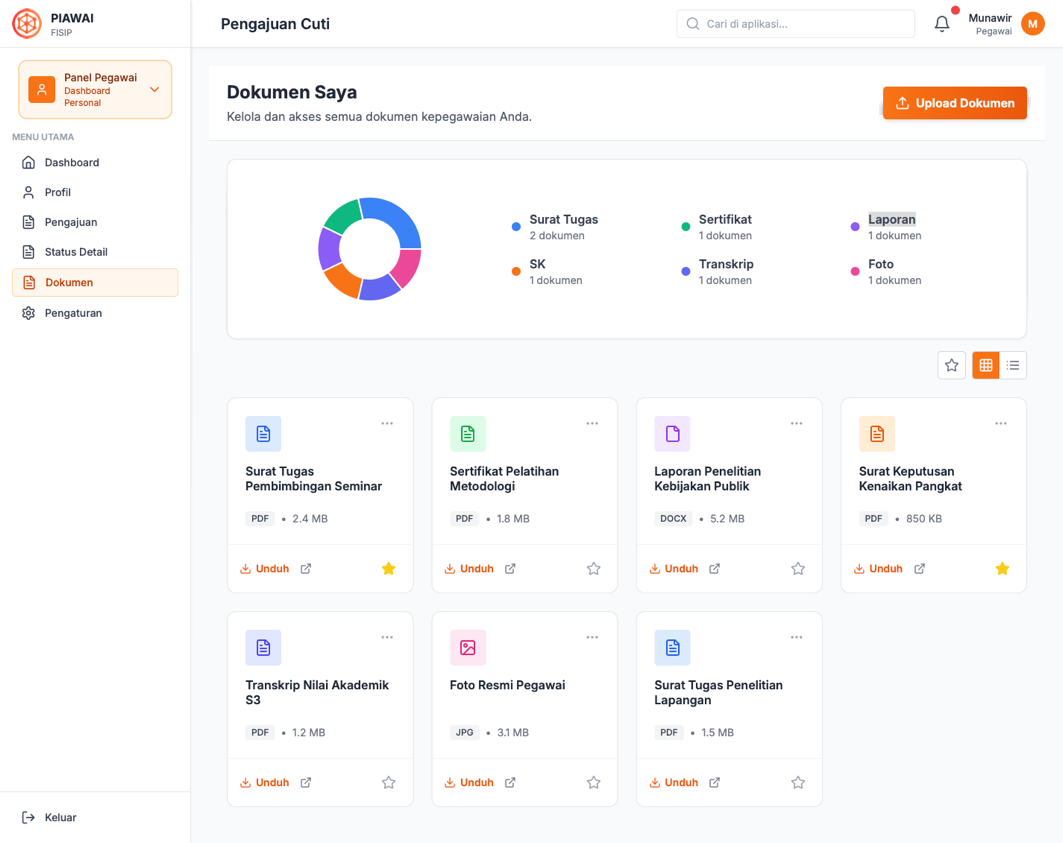 PIAWAI
FISIP
Pengajuan Cuti
Cari di aplikasi...
Munawir
Pegawai
M
Panel Pegawai
Dashboard
Personal
MENU UTAMA
Dashboard
Profil
Pengajuan
Status Detail
Dokumen
Pengaturan
Keluar
Dokumen Saya
Kelola dan akses semua dokumen kepegawaian Anda.
Upload Dokumen
Surat Tugas
2 dokumen
Sertifikat
1 dokumen
Laporan
1 dokumen
SK
1 dokumen
Transkrip
1 dokumen
Foto
1 dokumen
Surat Tugas
Pembimbingan Seminar
PDF • 2.4 MB
Unduh
Sertifikat Pelatihan
Metodologi
PDF • 1.8 MB
Unduh
Laporan Penelitian
Kebijakan Publik
DOCX • 5.2 MB
Unduh
Surat Keputusan
Kenaikan Pangkat
PDF • 850 KB
Unduh
Transkrip Nilai Akademik
S3
PDF • 1.2 MB
Unduh
Foto Resmi Pegawai
JPG • 3.1 MB
Unduh
Surat Tugas Penelitian
Lapangan
PDF • 1.5 MB
Unduh